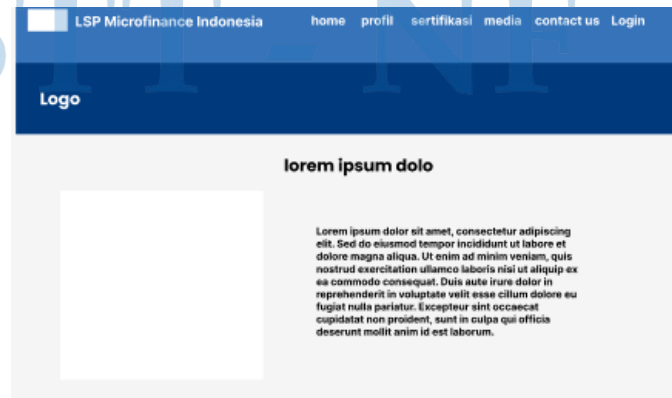 LSP Microfinance Indonesia home profil sertifikasi media contact us Login
Logo
lorem ipsum dolo
Lorem ipsum dolor sit amet, consectetur adipiscing
elit. Sed do eiusmod tempor incididunt ut labore et
dolore magna aliqua. Ut enim ad minim veniam, quis
nostrud exercitation ullamco laboris nisi ut aliquip ex
ea commodo consequat. Duis aute irure dolor in
reprehenderit in voluptate velit esse cillum dolore eu
fugiat nulla pariatur. Excepteur sint occaecat
cupidatat non proident, sunt in culpa qui officia
deserunt mollit anim id est laborum.